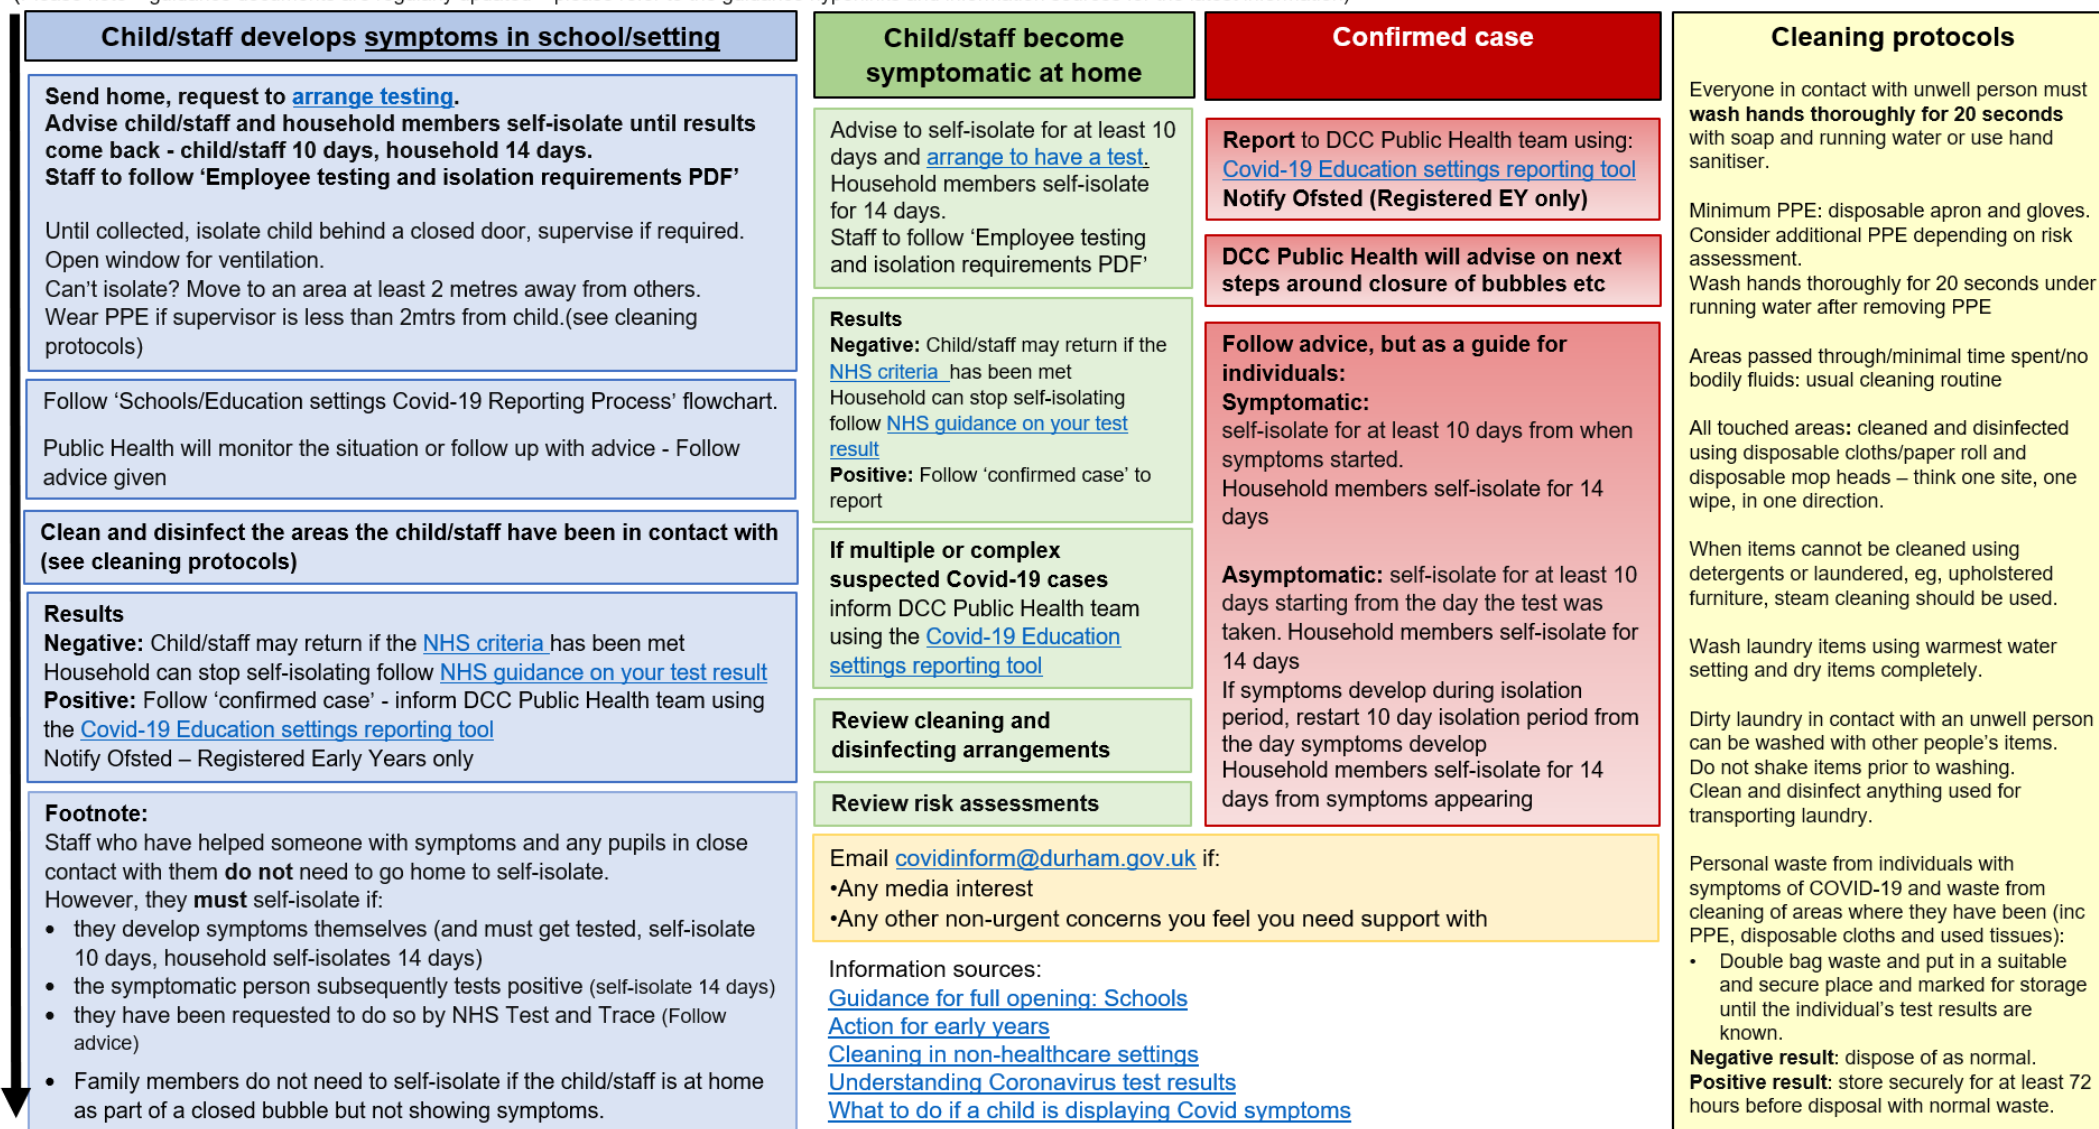 Child/staff develops symptoms in school/setting
Send home, request to arrange testing.
Advise child/staff and household members self-isolate until results
come back - child/staff 10 days, household 14 days.
Staff to follow ‘Employee testing and isolation requirements PDF’
Until collected, isolate child behind a closed door, supervise if required.
Open window for ventilation.
Can’t isolate? Move to an area at least 2 metres away from others.
Wear PPE if supervisor is less than 2mtrs from child.(see cleaning
protocols)
Follow ‘Schools/Education settings Covid-19 Reporting Process’ flowchart.
Public Health will monitor the situation or follow up with advice - Follow
advice given
Clean and disinfect the areas the child/staff have been in contact with
(see cleaning protocols)
Results
Negative: Child/staff may return if the NHS criteria has been met
Household can stop self-isolating follow NHS guidance on your test result
Positive: Follow ‘confirmed case’ - inform DCC Public Health team using
the Covid-19 Education settings reporting tool
Notify Ofsted – Registered Early Years only
Footnote:
Staff who have helped someone with symptoms and any pupils in close
contact with them do not need to go home to self-isolate.
However, they must self-isolate if:
• they develop symptoms themselves (and must get tested, self-isolate
10 days, household self-isolates 14 days)
• the symptomatic person subsequently tests positive (self-isolate 14 days)
• they have been requested to do so by NHS Test and Trace (Follow
advice)
• Family members do not need to self-isolate if the child/staff is at home
as part of a closed bubble but not showing symptoms.
Child/staff become
symptomatic at home
Advise to self-isolate for at least 10
days and arrange to have a test.
Household members self-isolate
for 14 days.
Staff to follow ‘Employee testing
and isolation requirements PDF’
Results
Negative: Child/staff may return if the
NHS criteria has been met
Household can stop self-isolating
follow NHS guidance on your test
result
Positive: Follow ‘confirmed case’ to
report
If multiple or complex
suspected Covid-19 cases
inform DCC Public Health team
using the Covid-19 Education
settings reporting tool
Review cleaning and
disinfecting arrangements
Review risk assessments
Confirmed case
Report to DCC Public Health team using:
Covid-19 Education settings reporting tool
Notify Ofsted (Registered EY only)
DCC Public Health will advise on next
steps around closure of bubbles etc
Follow advice, but as a guide for
individuals:
Symptomatic:
self-isolate for at least 10 days from when
symptoms started.
Household members self-isolate for 14
days
Asymptomatic: self-isolate for at least 10
days starting from the day the test was
taken. Household members self-isolate for
14 days
If symptoms develop during isolation
period, restart 10 day isolation period from
the day symptoms develop
Household members self-isolate for 14
days from symptoms appearing
Email covidinform@durham.gov.uk if:
•Any media interest
•Any other non-urgent concerns you feel you need support with
Information sources:
Guidance for full opening: Schools
Action for early years
Cleaning in non-healthcare settings
Understanding Coronavirus test results
What to do if a child is displaying Covid symptoms
Cleaning protocols
Everyone in contact with unwell person must
wash hands thoroughly for 20 seconds
with soap and running water or use hand
sanitiser.
Minimum PPE: disposable apron and gloves.
Consider additional PPE depending on risk
assessment.
Wash hands thoroughly for 20 seconds under
running water after removing PPE
Areas passed through/minimal time spent/no
bodily fluids: usual cleaning routine
All touched areas: cleaned and disinfected
using disposable cloths/paper roll and
disposable mop heads – think one site, one
wipe, in one direction.
When items cannot be cleaned using
detergents or laundered, eg, upholstered
furniture, steam cleaning should be used.
Wash laundry items using warmest water
setting and dry items completely.
Dirty laundry in contact with an unwell person
can be washed with other people’s items.
Do not shake items prior to washing.
Clean and disinfect anything used for
transporting laundry.
Personal waste from individuals with
symptoms of COVID-19 and waste from
cleaning of areas where they have been (inc
PPE, disposable cloths and used tissues):
• Double bag waste and put in a suitable
and secure place and marked for storage
until the individual’s test results are
known.
Negative result: dispose of as normal.
Positive result: store securely for at least 72
hours before disposal with normal waste.